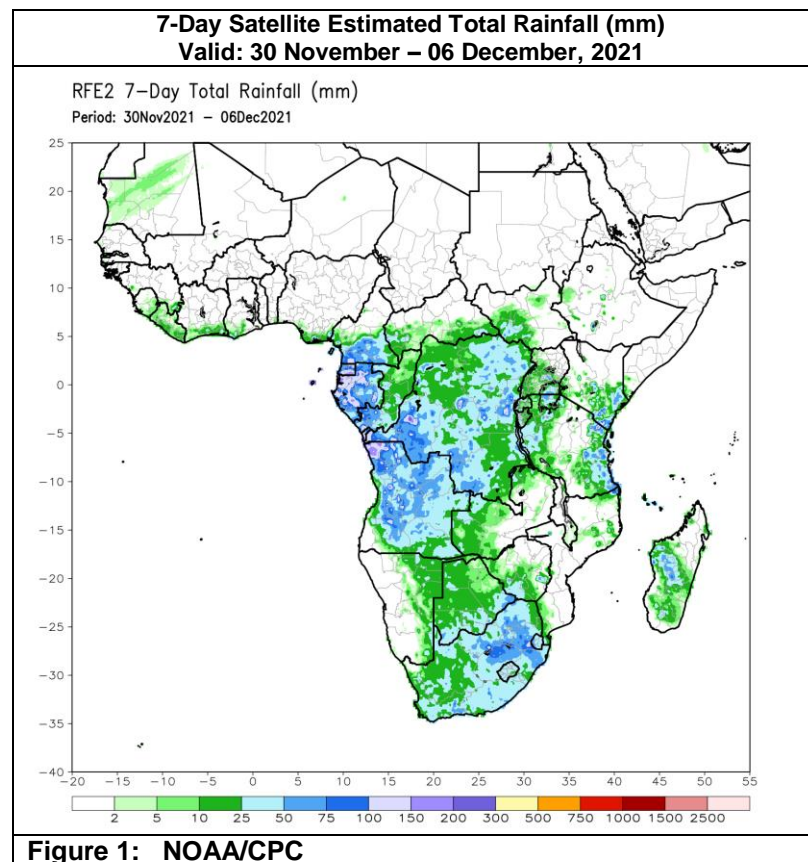 7-Day Satellite Estimated Total Rainfall (mm)
Valid: 30 November – 06 December, 2021
RFE2 7-Day Total Rainfall (mm)
Period: 30Nov2021 – 06Dec2021
25
20
15
10
5
0
−5
−10
−15
−20
−25
−30
−35
−40
−20 −15 −10 −5 0 5 10 15 20 25 30 35 40 45 50 55
2 5 10 25 50 75 100 150 200 300 500 750 1000 1500 2500
Figure 1: NOAA/CPC